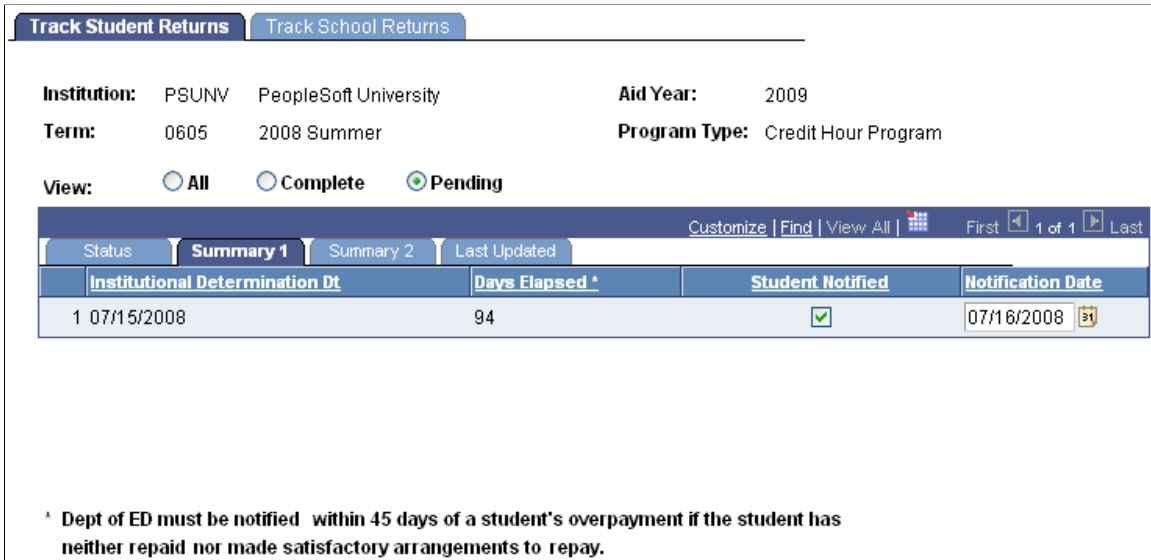 Track Student Returns Track School Returns
Institution: PSUNV PeopleSoft University Aid Year: 2009
Term: 0605 2008 Summer Program Type: Credit Hour Program
View: All Complete Pending
Customize | Find | View All | First 1 of 1 Last
Status Summary 1 Summary 2 Last Updated
Institutional Determination Dt Days Elapsed * Student Notified Notification Date
1 07/15/2008 94 07/16/2008 31
* Dept of ED must be notified within 45 days of a student's overpayment if the student has
neither repaid nor made satisfactory arrangements to repay.